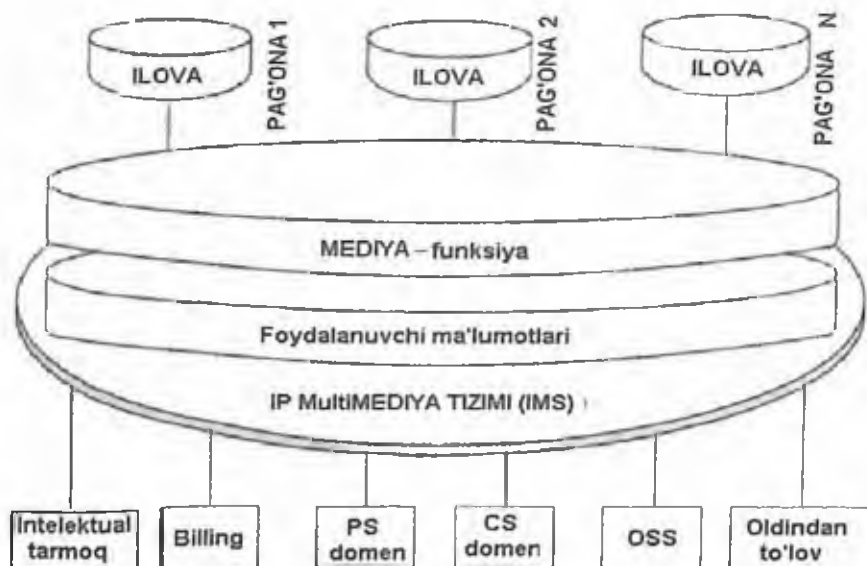 ILOVA
PAG'ONA 1
ILOVA
PAG'ONA 2
ILOVA
PAG'ONA N
MEDIYA – funksiya
Foydalanuvchi ma'lumotlari
IP MultiMEDIYA TIZIMI (IMS)
Intelektual
tarmoq
Billing
PS
domen
CS
domen
OSS
Oldindan
to'lov